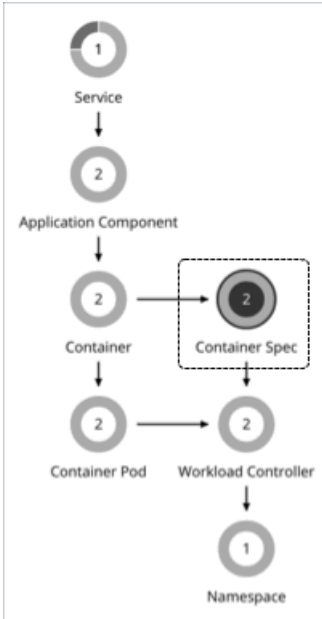 1
Service
2
Application Component
2 2
Container Container Spec
2 2
Container Pod Workload Controller
1
Namespace